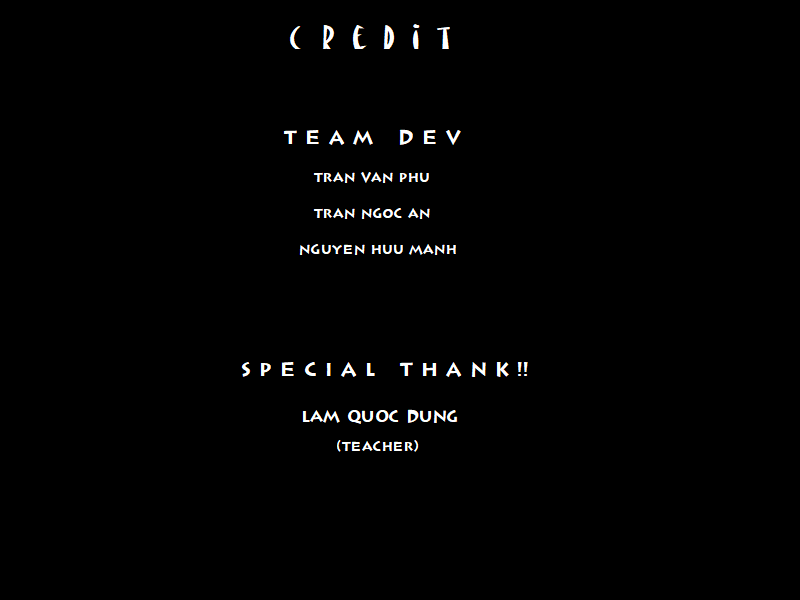 CREDiT
TEAM DEV
TRAN VAN PHU
TRAN NGOC AN
NGUYEN HUU MANH
SPECIAL THANK!!
LAM QUOC DUNG
(TEACHER)